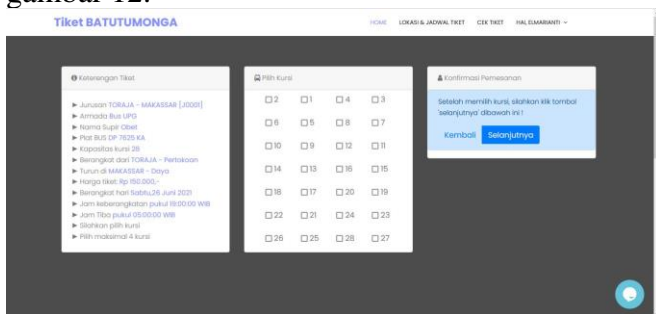 gambar 12.
Tiket BATUTUMONGA
HOME LOKASI & JADWAL TIKET CEK TIKET HAI, ELMARIANTI
Keterangan Tiket
► Jurusan TORAJA - MAKASSAR [J0001]
► Armada Bus UPG
► Nama Supir Obet
► Plat BUS DP 7625 KA
► Kapasitas kursi 28
► Berangkat dari TORAJA - Pertokoan
► Turun di MAKASSAR - Daya
► Harga tiket Rp 150.000,-
► Berangkat hari Sabtu,26 Juni 2021
► Jam keberangkatan pukul 19:00:00 WIB
► Jam Tiba pukul 05:00:00 WIB
► Silahkan pilih kursi
► Pilih maksimal 4 kursi
Pilih Kursi
2 1 4 3
6 5 8 7
10 9 12 11
14 13 16 15
18 17 20 19
22 21 24 23
26 25 28 27
Konfirmasi Pemesanan
Setelah memilih kursi, silahkan klik tombol
'selanjutnya' dibawah ini !
Kembali Selanjutnya